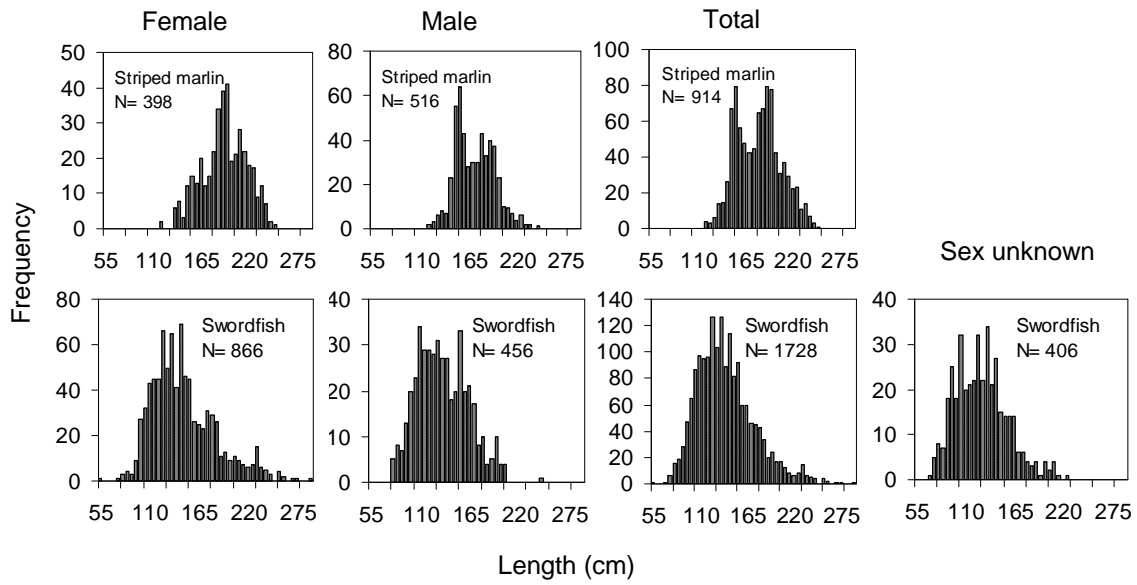 Female Male Total
50
40
30
20
10
0
Striped marlin
N= 398
55 110 165 220 275
80
60
40
20
0
Striped marlin
N= 516
55 110 165 220 275
100
80
60
40
20
0
Striped marlin
N= 914
55 110 165 220 275
Sex unknown
Frequency
80
60
40
20
0
Swordfish
N= 866
55 110 165 220 275
40
30
20
10
0
Swordfish
N= 456
55 110 165 220 275
140
120
100
80
60
40
20
0
Swordfish
N= 1728
55 110 165 220 275
40
30
20
10
0
Swordfish
N= 406
55 110 165 220 275
Length (cm)